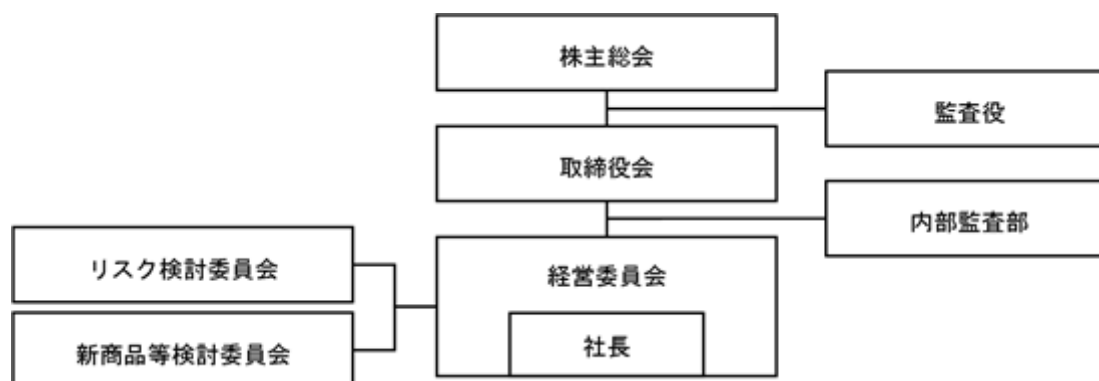 株主総会
監査役
取締役会
内部監査部
リスク検討委員会
経営委員会
社長
新商品等検討委員会